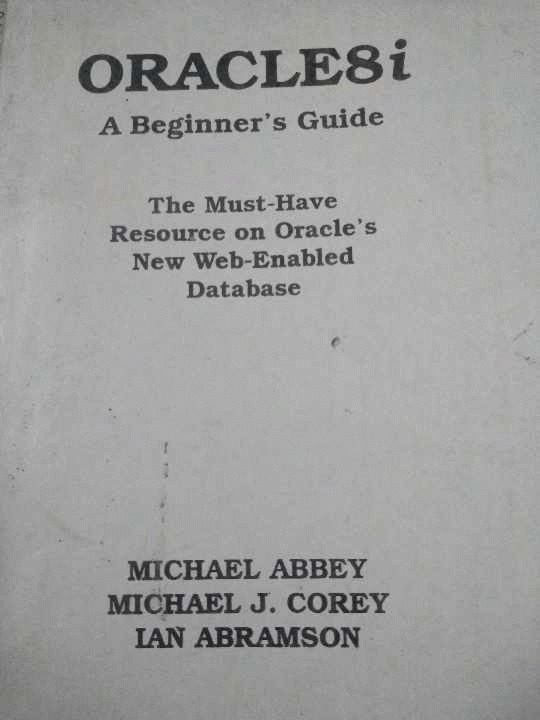 ORACLE8i
A Beginner's Guide
The Must-Have
Resource on Oracle's
New Web-Enabled
Database
MICHAEL ABBEY
MICHAEL J. COREY
IAN ABRAMSON